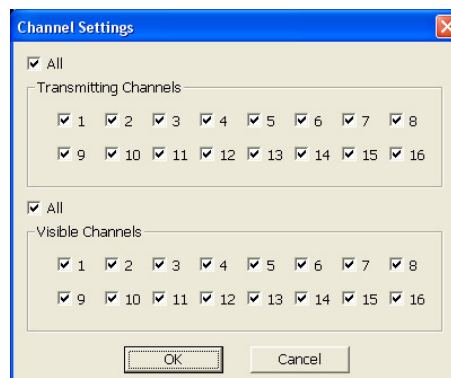 Channel Settings
All
Transmitting Channels
1 2 3 4 5 6 7 8
9 10 11 12 13 14 15 16
All
Visible Channels
1 2 3 4 5 6 7 8
9 10 11 12 13 14 15 16
OK Cancel